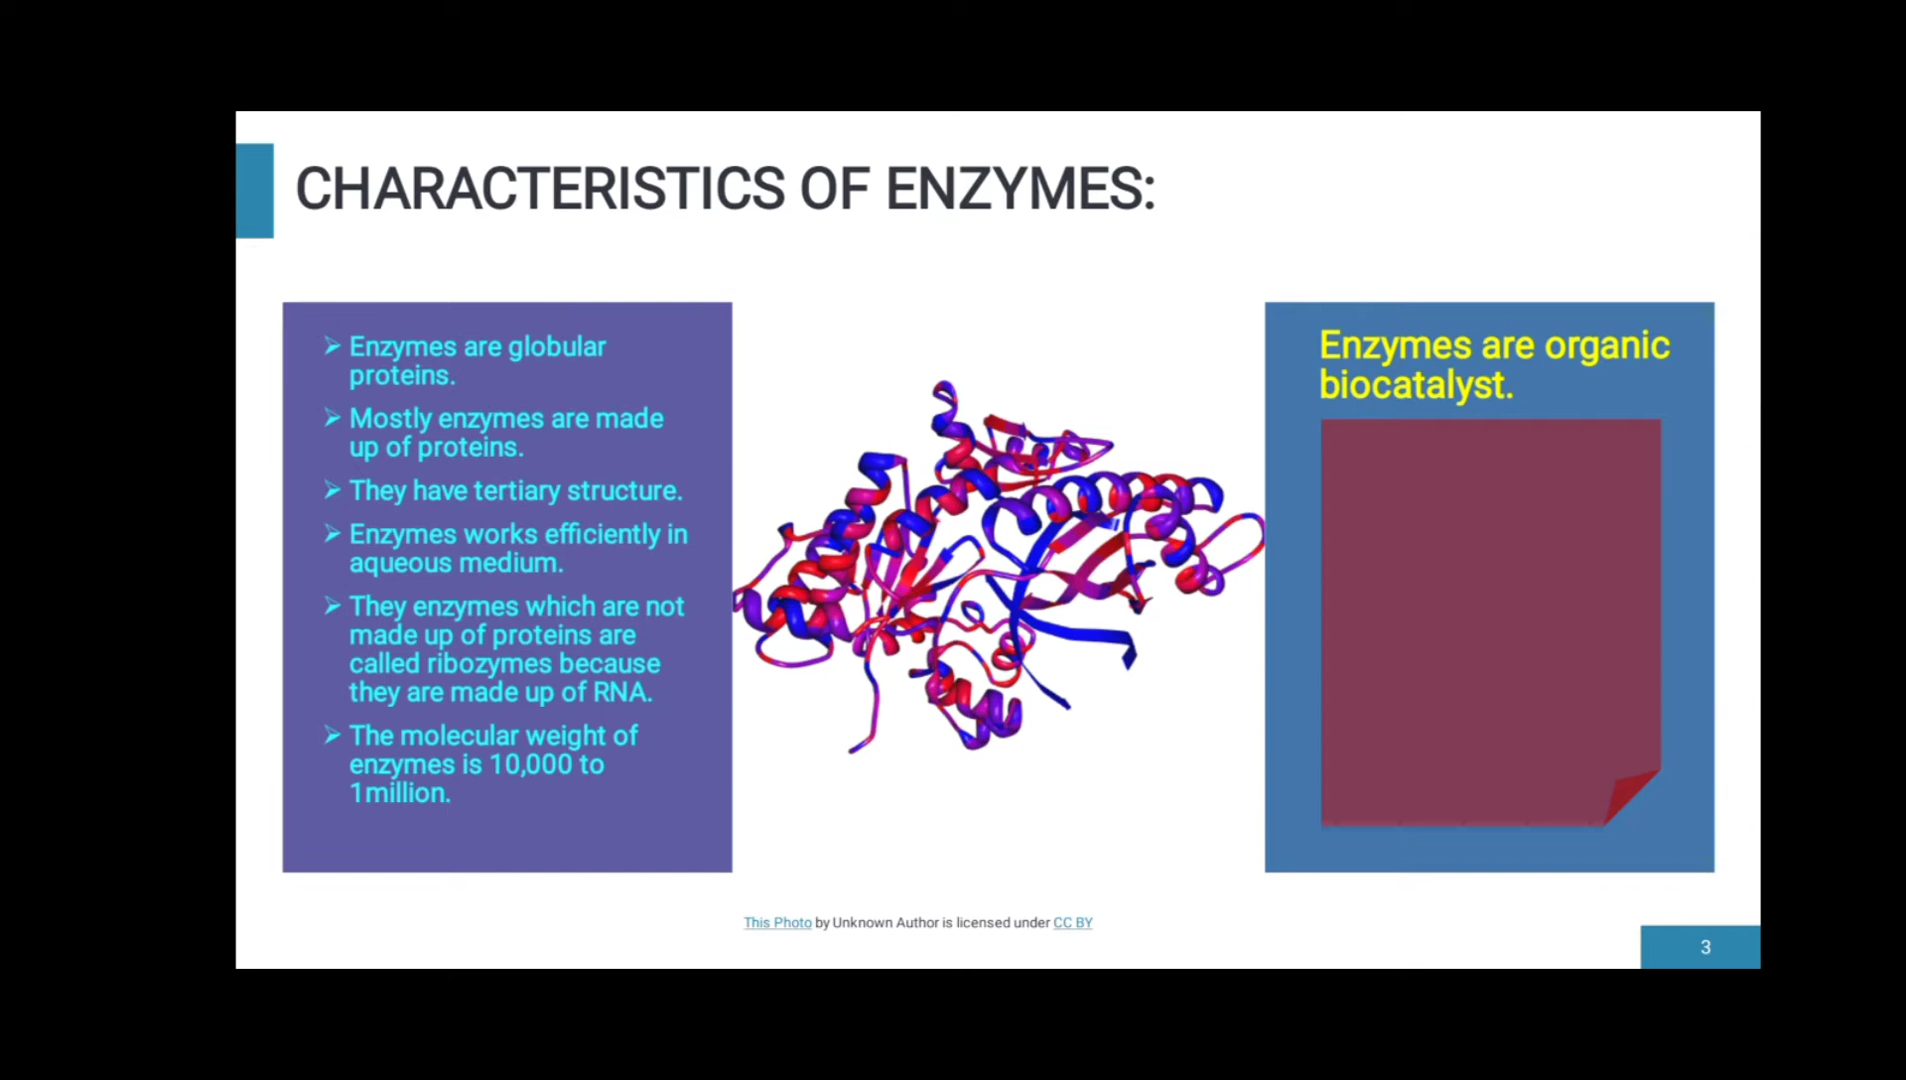 CHARACTERISTICS OF ENZYMES:
➢ Enzymes are globular
proteins.
➢ Mostly enzymes are made
up of proteins.
➢ They have tertiary structure.
➢ Enzymes works efficiently in
aqueous medium.
➢ They enzymes which are not
made up of proteins are
called ribozymes because
they are made up of RNA.
➢ The molecular weight of
enzymes is 10,000 to
1million.
Enzymes are organic
biocatalyst.
This Photo by Unknown Author is licensed under CC BY
3